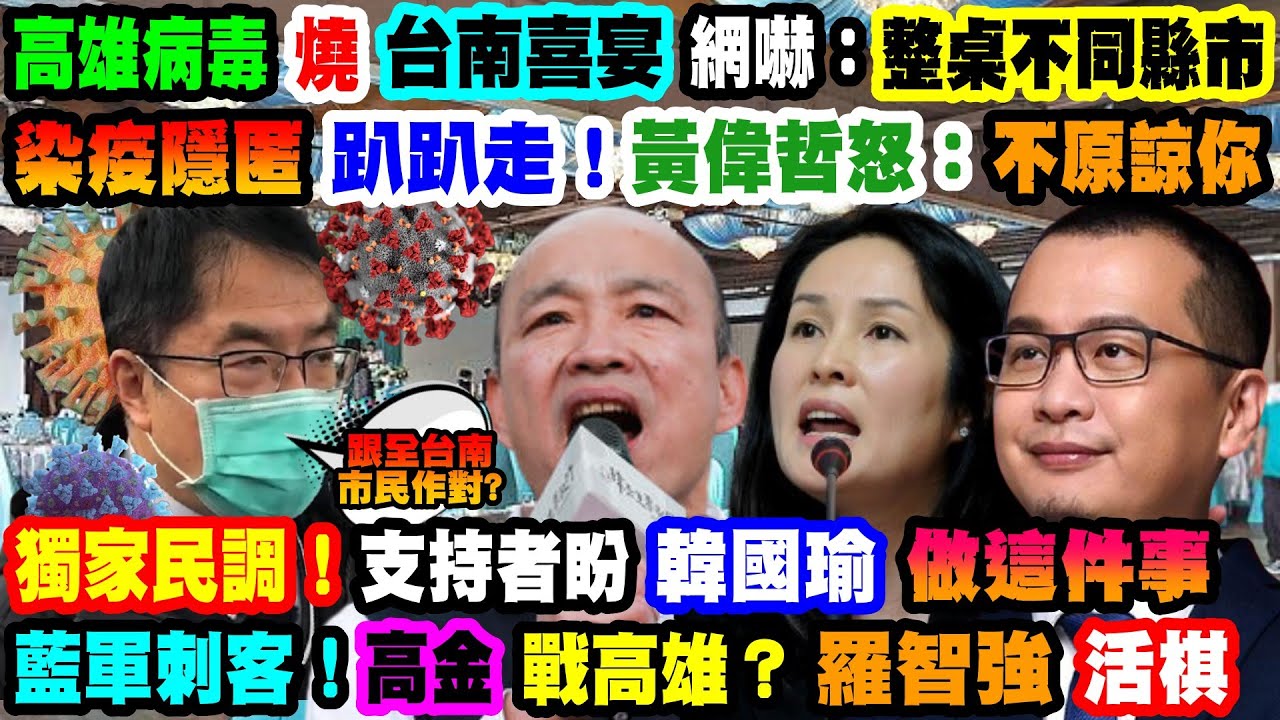 高雄病毒 燒 台南喜宴 網嚇:整桌不同縣市
染疫隱匿 趴趴走!黃偉哲怒:不原諒你
跟全台南
市民作對?
獨家民調!支持者盼 韓國瑜 做這件事
藍軍刺客!高金 戰高雄? 羅智強 活棋